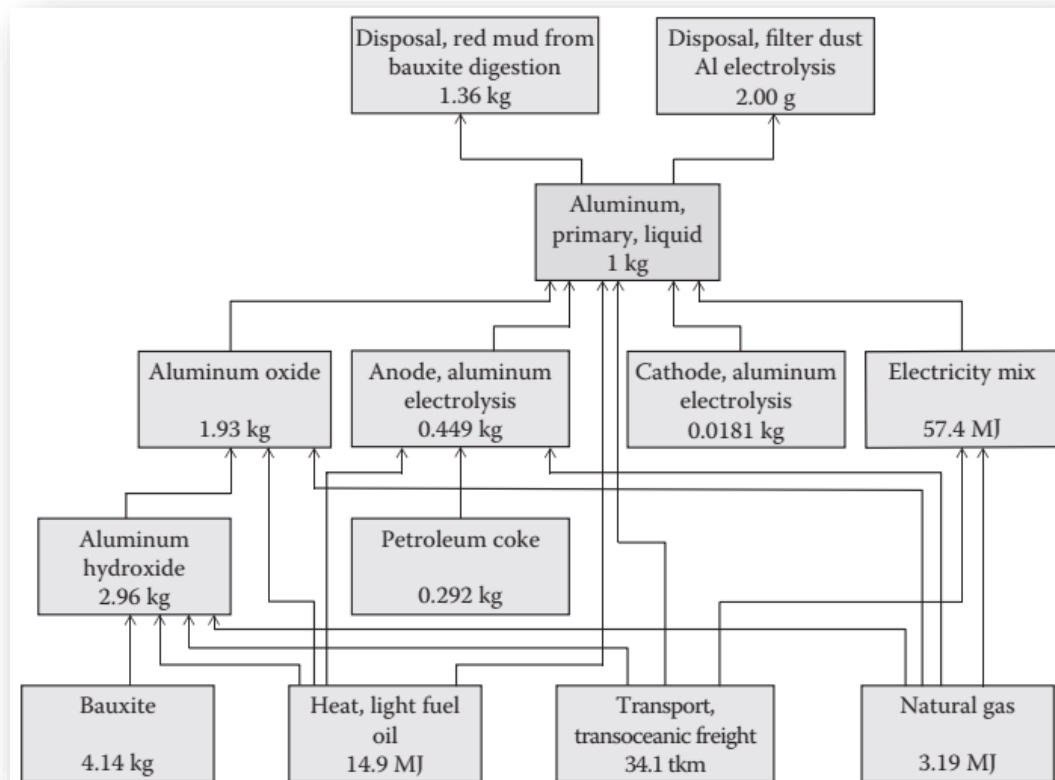 Disposal, red mud from
bauxite digestion
1.36 kg
Disposal, filter dust
Al electrolysis
2.00 g
Aluminum,
primary, liquid
1 kg
Aluminum oxide
1.93 kg
Anode, aluminum
electrolysis
0.449 kg
Cathode, aluminum
electrolysis
0.0181 kg
Electricity mix
57.4 MJ
Aluminum
hydroxide
2.96 kg
Petroleum coke
0.292 kg
Bauxite
4.14 kg
Heat, light fuel
oil
14.9 MJ
Transport,
transoceanic freight
34.1 tkm
Natural gas
3.19 MJ